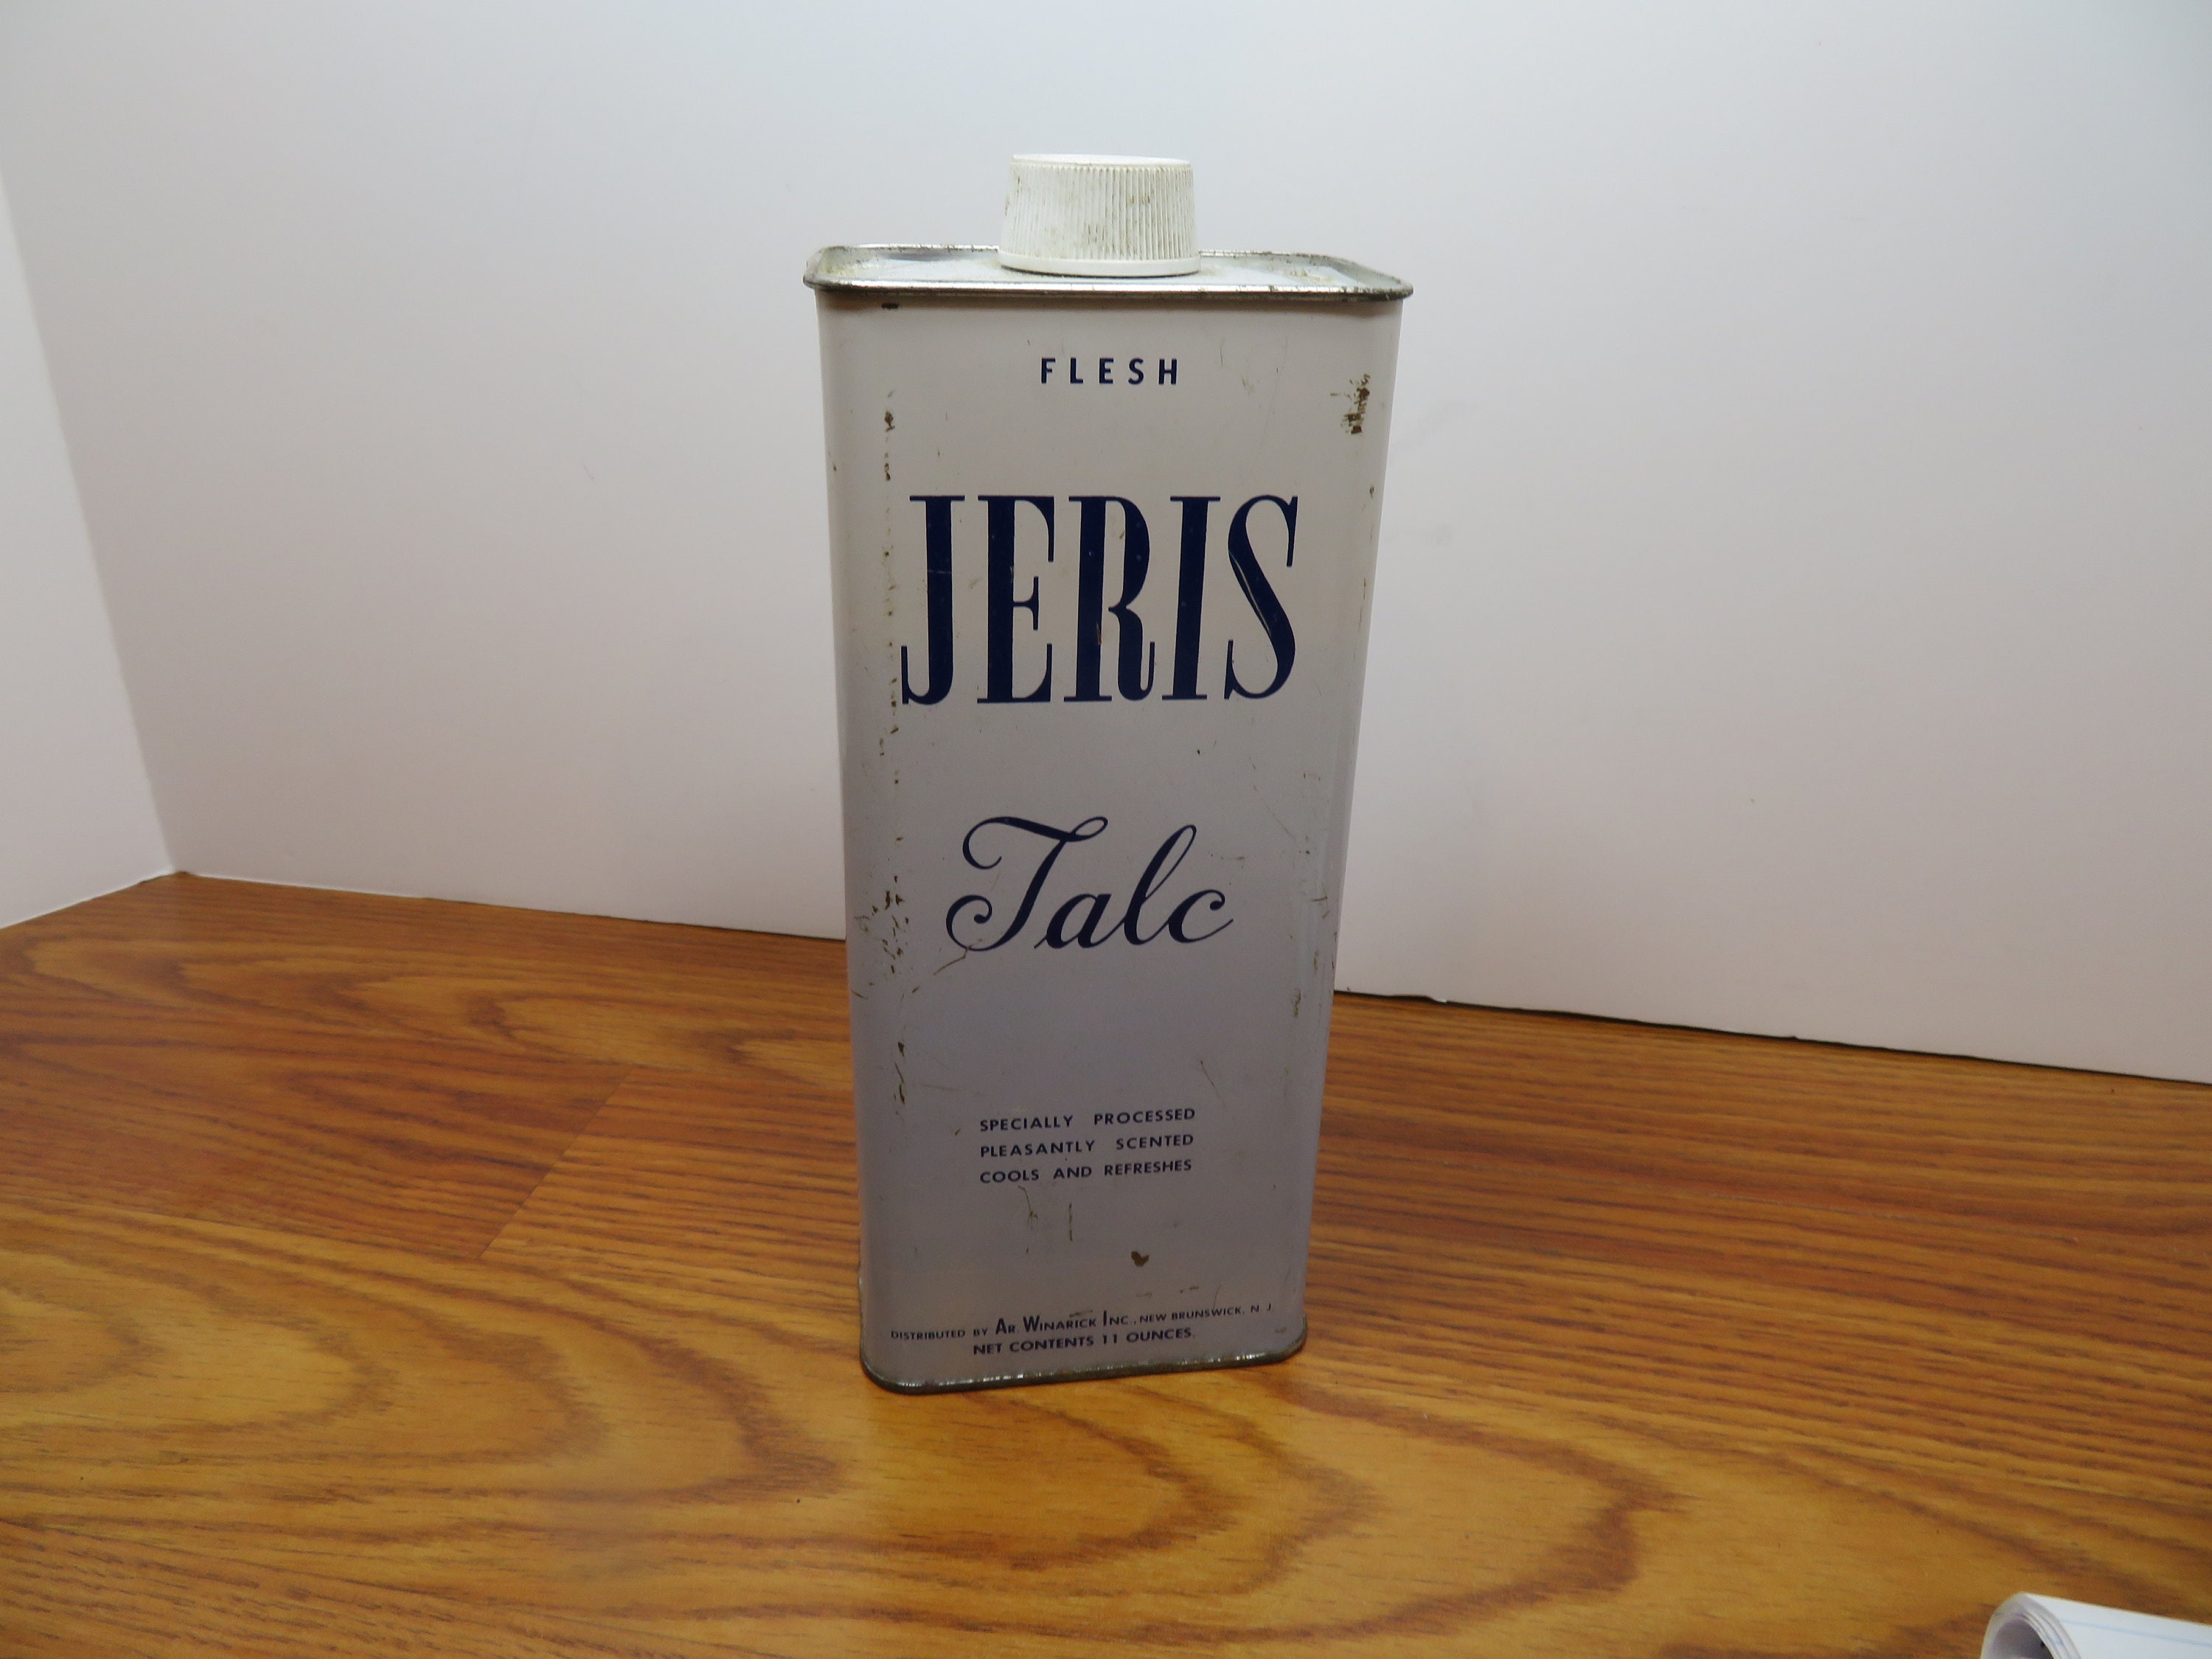 FLESH
JERIS
Talc
SPECIALLY PROCESSED
PLEASANTLY SCENTED
COOLS AND REFRESHES
DISTRIBUTED BY AR. WINARICK INC., NEW BRUNSWICK, N. J.
NET CONTENTS 11 OUNCES.